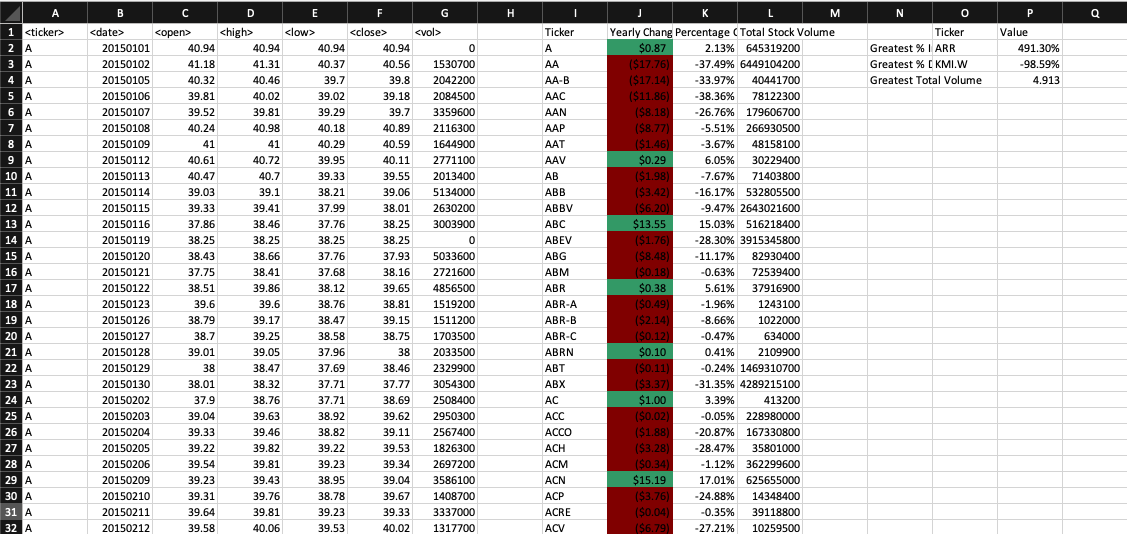 A B C D E F G H I J K L M N O P Q
1 <ticker> <date> <open> <high> <low> <close> <vol> Ticker Yearly Chang Percentage ( Total Stock Volume Ticker Value
2 A 20150101 40.94 40.94 40.94 40.94 0 A $0.87 2.13% 645319200 Greatest % I ARR 491.30%
3 A 20150102 41.18 41.31 40.37 40.56 1530700 AA ($17.76) -37.49% 6449104200 Greatest % D KMI.W -98.59%
4 A 20150105 40.32 40.46 39.7 39.8 2042200 AA-B ($17.14) -33.97% 40441700 Greatest Total Volume 4.913
5 A 20150106 39.81 40.02 39.02 39.18 2084500 AAC ($11.86) -38.36% 78122300
6 A 20150107 39.52 39.81 39.29 39.7 3359600 AAN ($8.18) -26.76% 179606700
7 A 20150108 40.24 40.98 40.18 40.89 2116300 AAP ($8.77) -5.51% 266930500
8 A 20150109 41 41 40.29 40.59 1644900 AAT ($1.46) -3.67% 48158100
9 A 20150112 40.61 40.72 39.95 40.11 2771100 AAV $0.29 6.05% 30229400
10 A 20150113 40.47 40.7 39.33 39.55 2013400 AB ($1.98) -7.67% 71403800
11 A 20150114 39.03 39.1 38.21 39.06 5134000 ABB ($3.42) -16.17% 532805500
12 A 20150115 39.33 39.41 37.99 38.01 2630200 ABBV ($6.20) -9.47% 2643021600
13 A 20150116 37.86 38.46 37.76 38.25 3003900 ABC $13.55 15.03% 516218400
14 A 20150119 38.25 38.25 38.25 38.25 0 ABEV ($1.76) -28.30% 3915345800
15 A 20150120 38.43 38.66 37.76 37.93 5033600 ABG ($8.48) -11.17% 82930400
16 A 20150121 37.75 38.41 37.68 38.16 2721600 ABM ($0.18) -0.63% 72539400
17 A 20150122 38.51 39.86 38.12 39.65 4856500 ABR $0.38 5.61% 37916900
18 A 20150123 39.6 39.6 38.76 38.81 1519200 ABR-A ($0.49) -1.96% 1243100
19 A 20150126 38.79 39.17 38.47 39.15 1511200 ABR-B ($2.14) -8.66% 1022000
20 A 20150127 38.7 39.25 38.58 38.75 1703500 ABR-C ($0.12) -0.47% 634000
21 A 20150128 39.01 39.05 37.96 38 2033500 ABRN $0.10 0.41% 2109900
22 A 20150129 38 38.47 37.69 38.46 2329900 ABT ($0.11) -0.24% 1469310700
23 A 20150130 38.01 38.32 37.71 37.77 3054300 ABX ($3.37) -31.35% 4289215100
24 A 20150202 37.9 38.76 37.71 38.69 2508400 AC $1.00 3.39% 413200
25 A 20150203 39.04 39.63 38.92 39.62 2950300 ACC ($0.02) -0.05% 228980000
26 A 20150204 39.33 39.46 38.82 39.11 2567400 ACCO ($1.88) -20.87% 167330800
27 A 20150205 39.22 39.82 39.22 39.53 1826300 ACH ($3.28) -28.47% 35801000
28 A 20150206 39.54 39.81 39.23 39.34 2697200 ACM ($0.34) -1.12% 362299600
29 A 20150209 39.23 39.43 38.95 39.04 3586100 ACN $15.19 17.01% 625655000
30 A 20150210 39.31 39.76 38.78 39.67 1408700 ACP ($3.76) -24.88% 14348400
31 A 20150211 39.64 39.81 39.23 39.33 3337000 ACRE ($0.04) -0.35% 39118800
32 A 20150212 39.58 40.06 39.53 40.02 1317700 ACV ($6.79) -27.21% 10259500